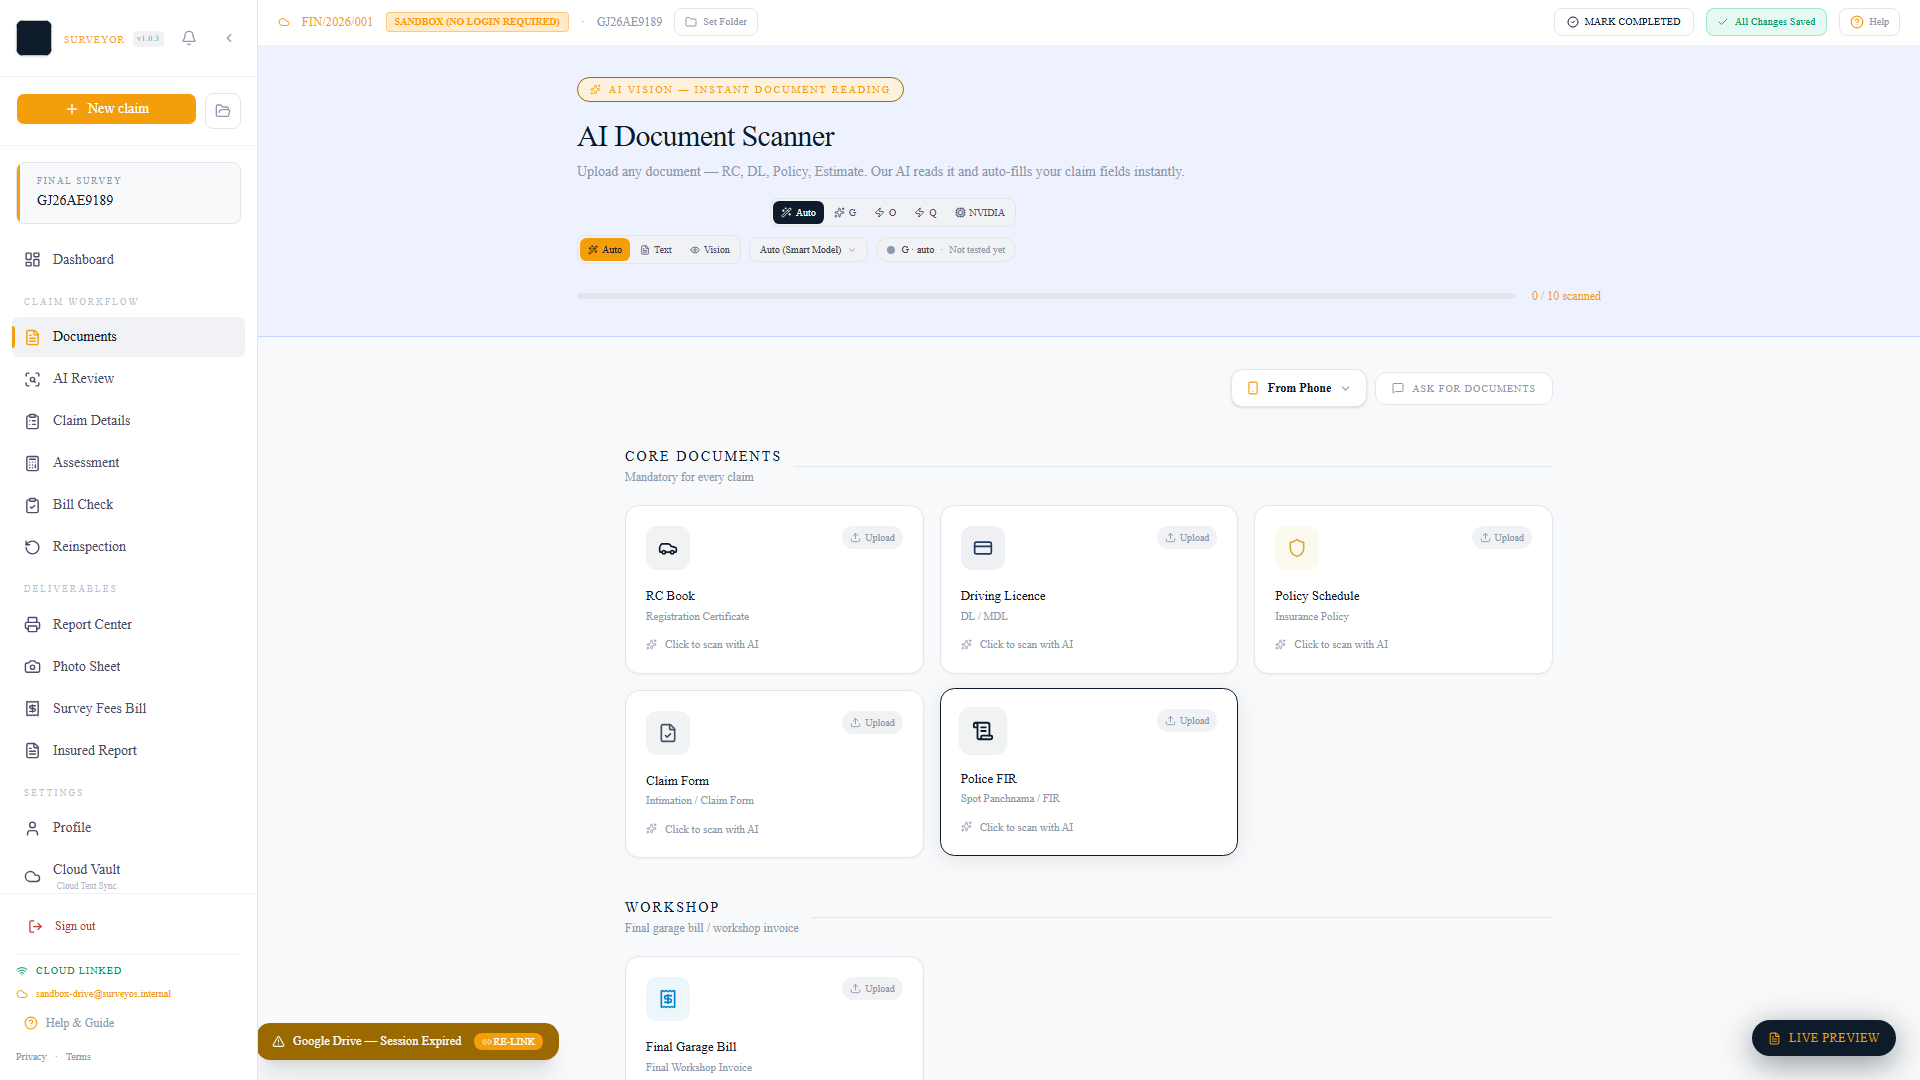 SURVEYOR v1.0.3
New claim
FINAL SURVEY
GJ26AE9189
Dashboard
CLAIM WORKFLOW
Documents
AI Review
Claim Details
Assessment
Bill Check
Reinspection
DELIVERABLES
Report Center
Photo Sheet
Survey Fees Bill
Insured Report
SETTINGS
Profile
Cloud Vault
Cloud Text Sync
Sign out
CLOUD LINKED
sandbox-drive@surveyos.internal
Help & Guide
Privacy · Terms
FIN/2026/001 SANDBOX (NO LOGIN REQUIRED) · GJ26AE9189 Set Folder MARK COMPLETED All Changes Saved Help
AI VISION — INSTANT DOCUMENT READING
AI Document Scanner
Upload any document — RC, DL, Policy, Estimate. Our AI reads it and auto-fills your claim fields instantly.
Auto G O Q NVIDIA
Auto Text Vision Auto (Smart Model) G · auto · Not tested yet
0 / 10 scanned
From Phone ASK FOR DOCUMENTS
CORE DOCUMENTS
Mandatory for every claim
Upload
RC Book
Registration Certificate
Click to scan with AI
Upload
Driving Licence
DL / MDL
Click to scan with AI
Upload
Policy Schedule
Insurance Policy
Click to scan with AI
Upload
Claim Form
Intimation / Claim Form
Click to scan with AI
Upload
Police FIR
Spot Panchnama / FIR
Click to scan with AI
WORKSHOP
Final garage bill / workshop invoice
Upload
Final Garage Bill
Final Workshop Invoice
Google Drive — Session Expired RE-LINK
LIVE PREVIEW